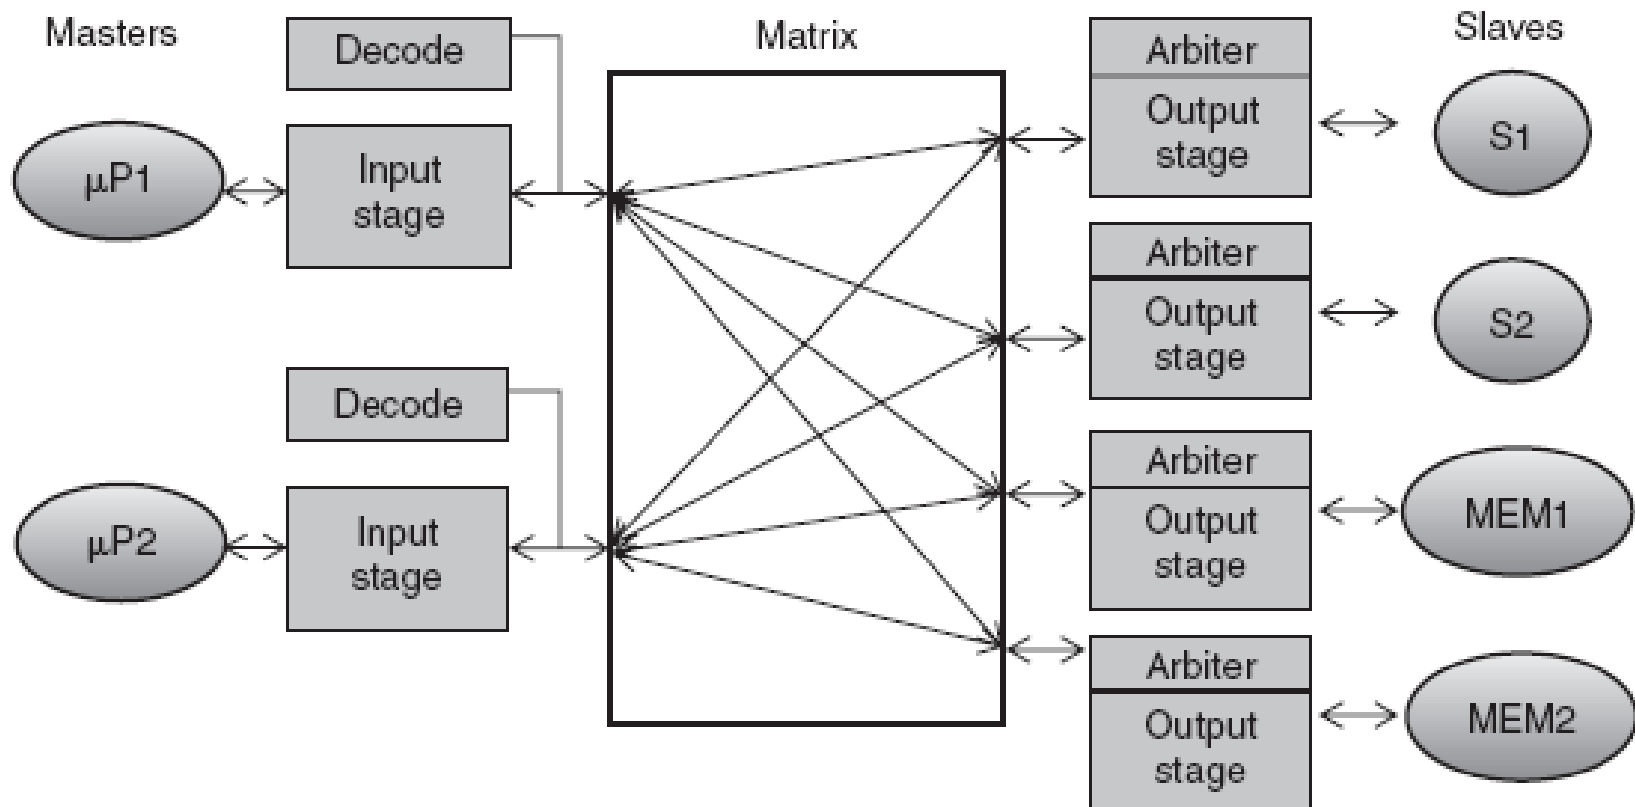 Masters
Decode
Matrix
Arbiter
Slaves
μP1
Input
stage
Output
stage
S1
Arbiter
Output
stage
S2
Decode
μP2
Input
stage
Arbiter
Output
stage
MEM1
Arbiter
Output
stage
MEM2